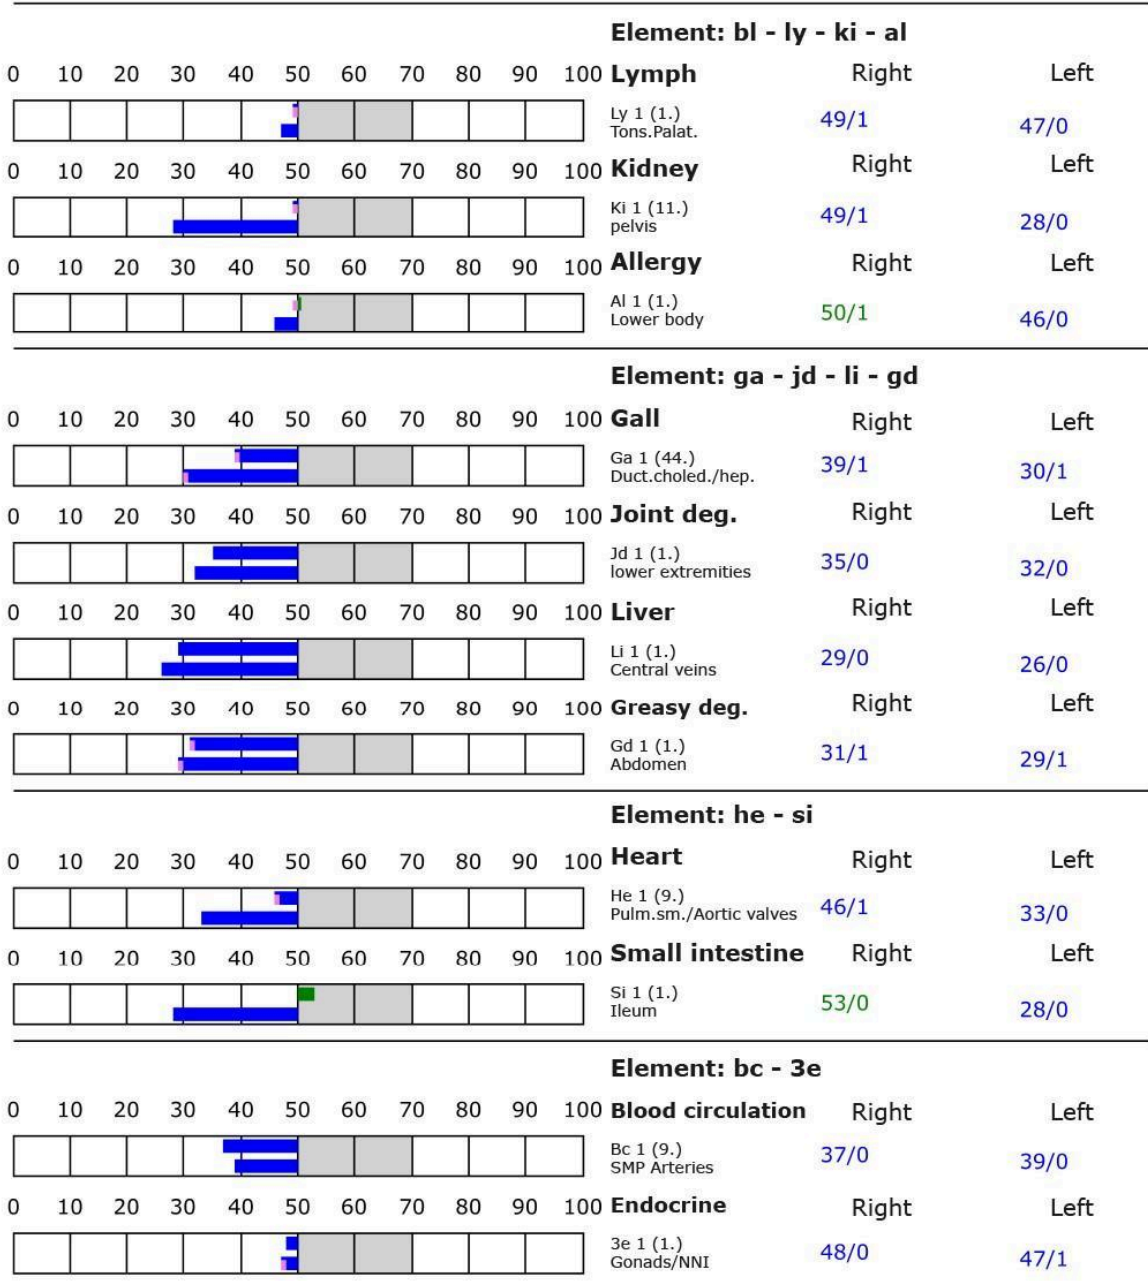 Element: bl - ly - ki - al
0 10 20 30 40 50 60 70 80 90 100 Lymph Right Left
Ly 1 (1.) 49/1 47/0
Tons.Palat.
0 10 20 30 40 50 60 70 80 90 100 Kidney Right Left
Ki 1 (11.) 49/1 28/0
pelvis
0 10 20 30 40 50 60 70 80 90 100 Allergy Right Left
Al 1 (1.) 50/1 46/0
Lower body
Element: ga - jd - li - gd
0 10 20 30 40 50 60 70 80 90 100 Gall Right Left
Ga 1 (44.) 39/1 30/1
Duct.choled./hep.
0 10 20 30 40 50 60 70 80 90 100 Joint deg. Right Left
Jd 1 (1.) 35/0 32/0
lower extremities
0 10 20 30 40 50 60 70 80 90 100 Liver Right Left
Li 1 (1.) 29/0 26/0
Central veins
0 10 20 30 40 50 60 70 80 90 100 Greasy deg. Right Left
Gd 1 (1.) 31/1 29/1
Abdomen
Element: he - si
0 10 20 30 40 50 60 70 80 90 100 Heart Right Left
He 1 (9.) 46/1 33/0
Pulm.sm./Aortic valves
0 10 20 30 40 50 60 70 80 90 100 Small intestine Right Left
Si 1 (1.) 53/0 28/0
Ileum
Element: bc - 3e
0 10 20 30 40 50 60 70 80 90 100 Blood circulation Right Left
Bc 1 (9.) 37/0 39/0
SMP Arteries
0 10 20 30 40 50 60 70 80 90 100 Endocrine Right Left
3e 1 (1.) 48/0 47/1
Gonads/NNI